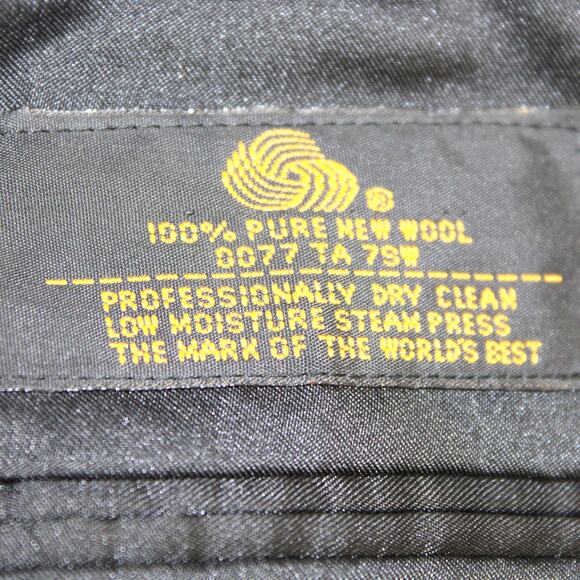 ®
100% PURE NEW WOOL
0077 TA 79W
PROFESSIONALLY DRY CLEAN
LOW MOISTURE STEAM PRESS
THE MARK OF THE WORLD'S BEST